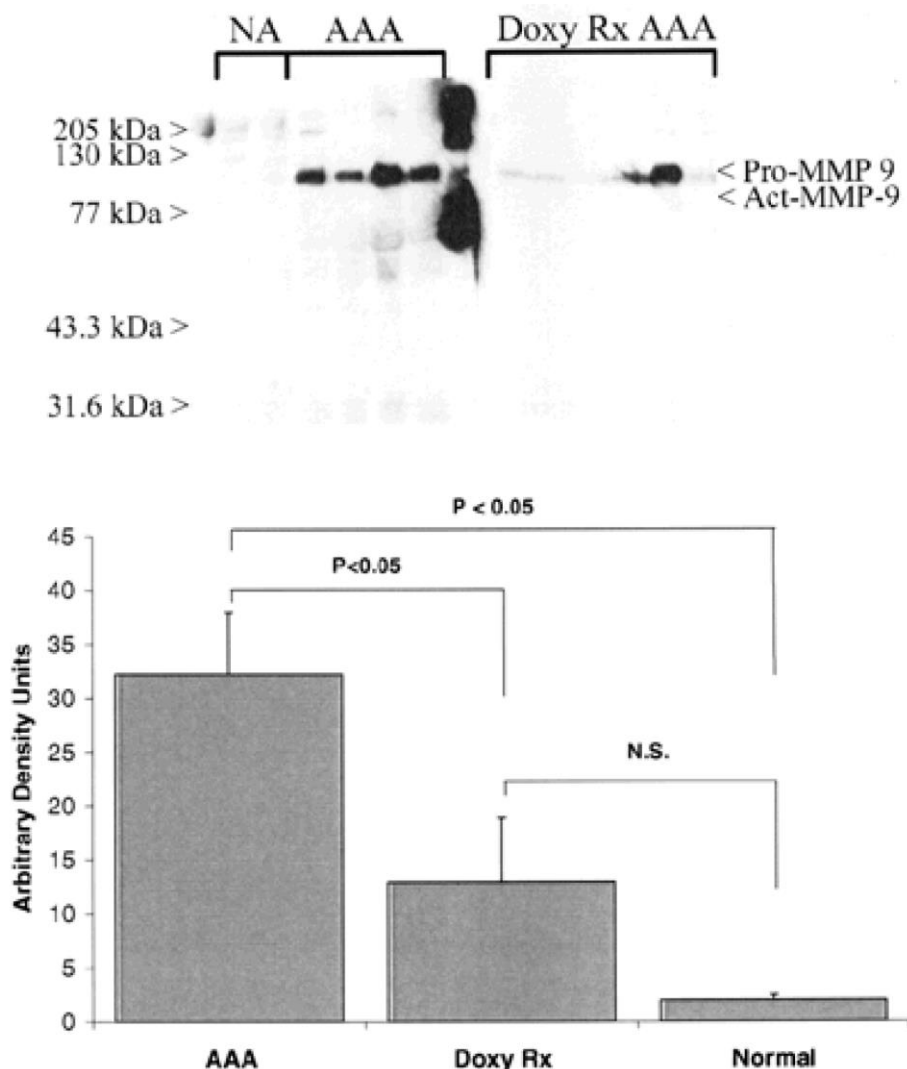 NA AAA Doxy Rx AAA
205 kDa >
130 kDa >
77 kDa >
43.3 kDa >
31.6 kDa >
< Pro-MMP 9
< Act-MMP-9
P < 0.05
P<0.05
N.S.
Arbitrary Density Units
45
40
35
30
25
20
15
10
5
0
AAA Doxy Rx Normal